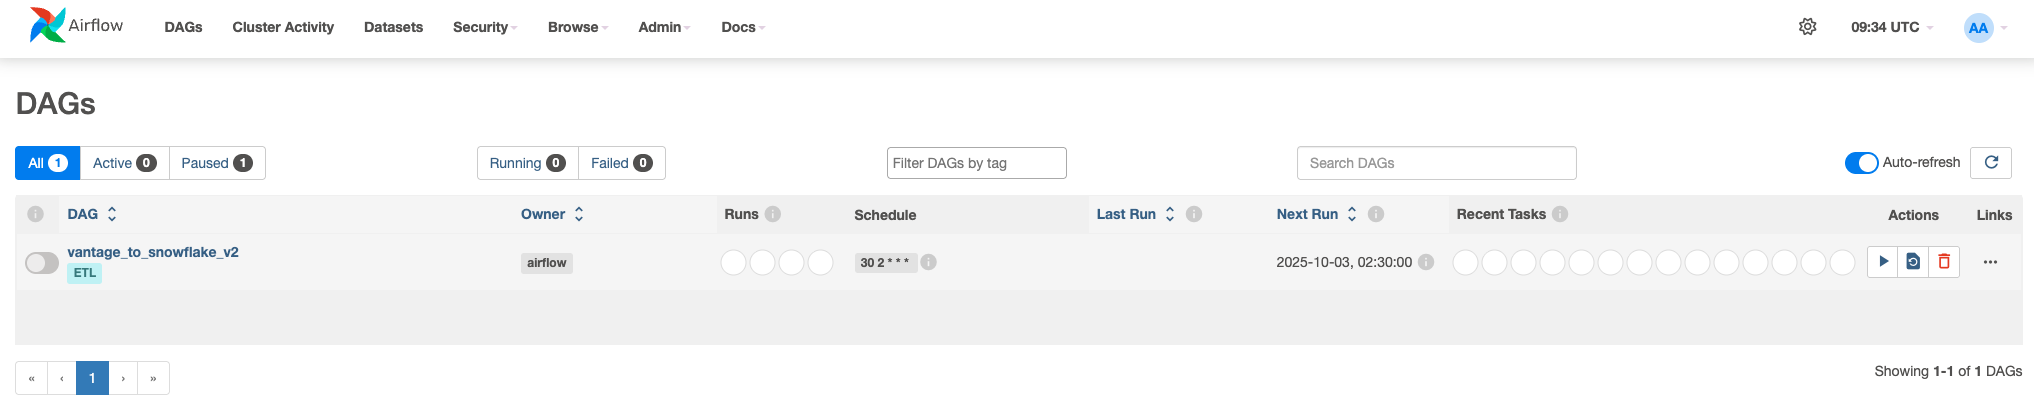 Airflow DAGs Cluster Activity Datasets Security Browse Admin Docs 09:34 UTC AA
DAGs
All 1 Active 0 Paused 1 Running 0 Failed 0 Filter DAGs by tag Search DAGs Auto-refresh
DAG Owner Runs Schedule Last Run Next Run Recent Tasks Actions Links
vantage_to_snowflake_v2
ETL airflow 30 2 * * * 2025-10-03, 02:30:00
« ‹ 1 › »
Showing 1-1 of 1 DAGs